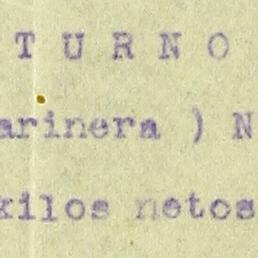 T U R N O
arinera ) N
kilos netos